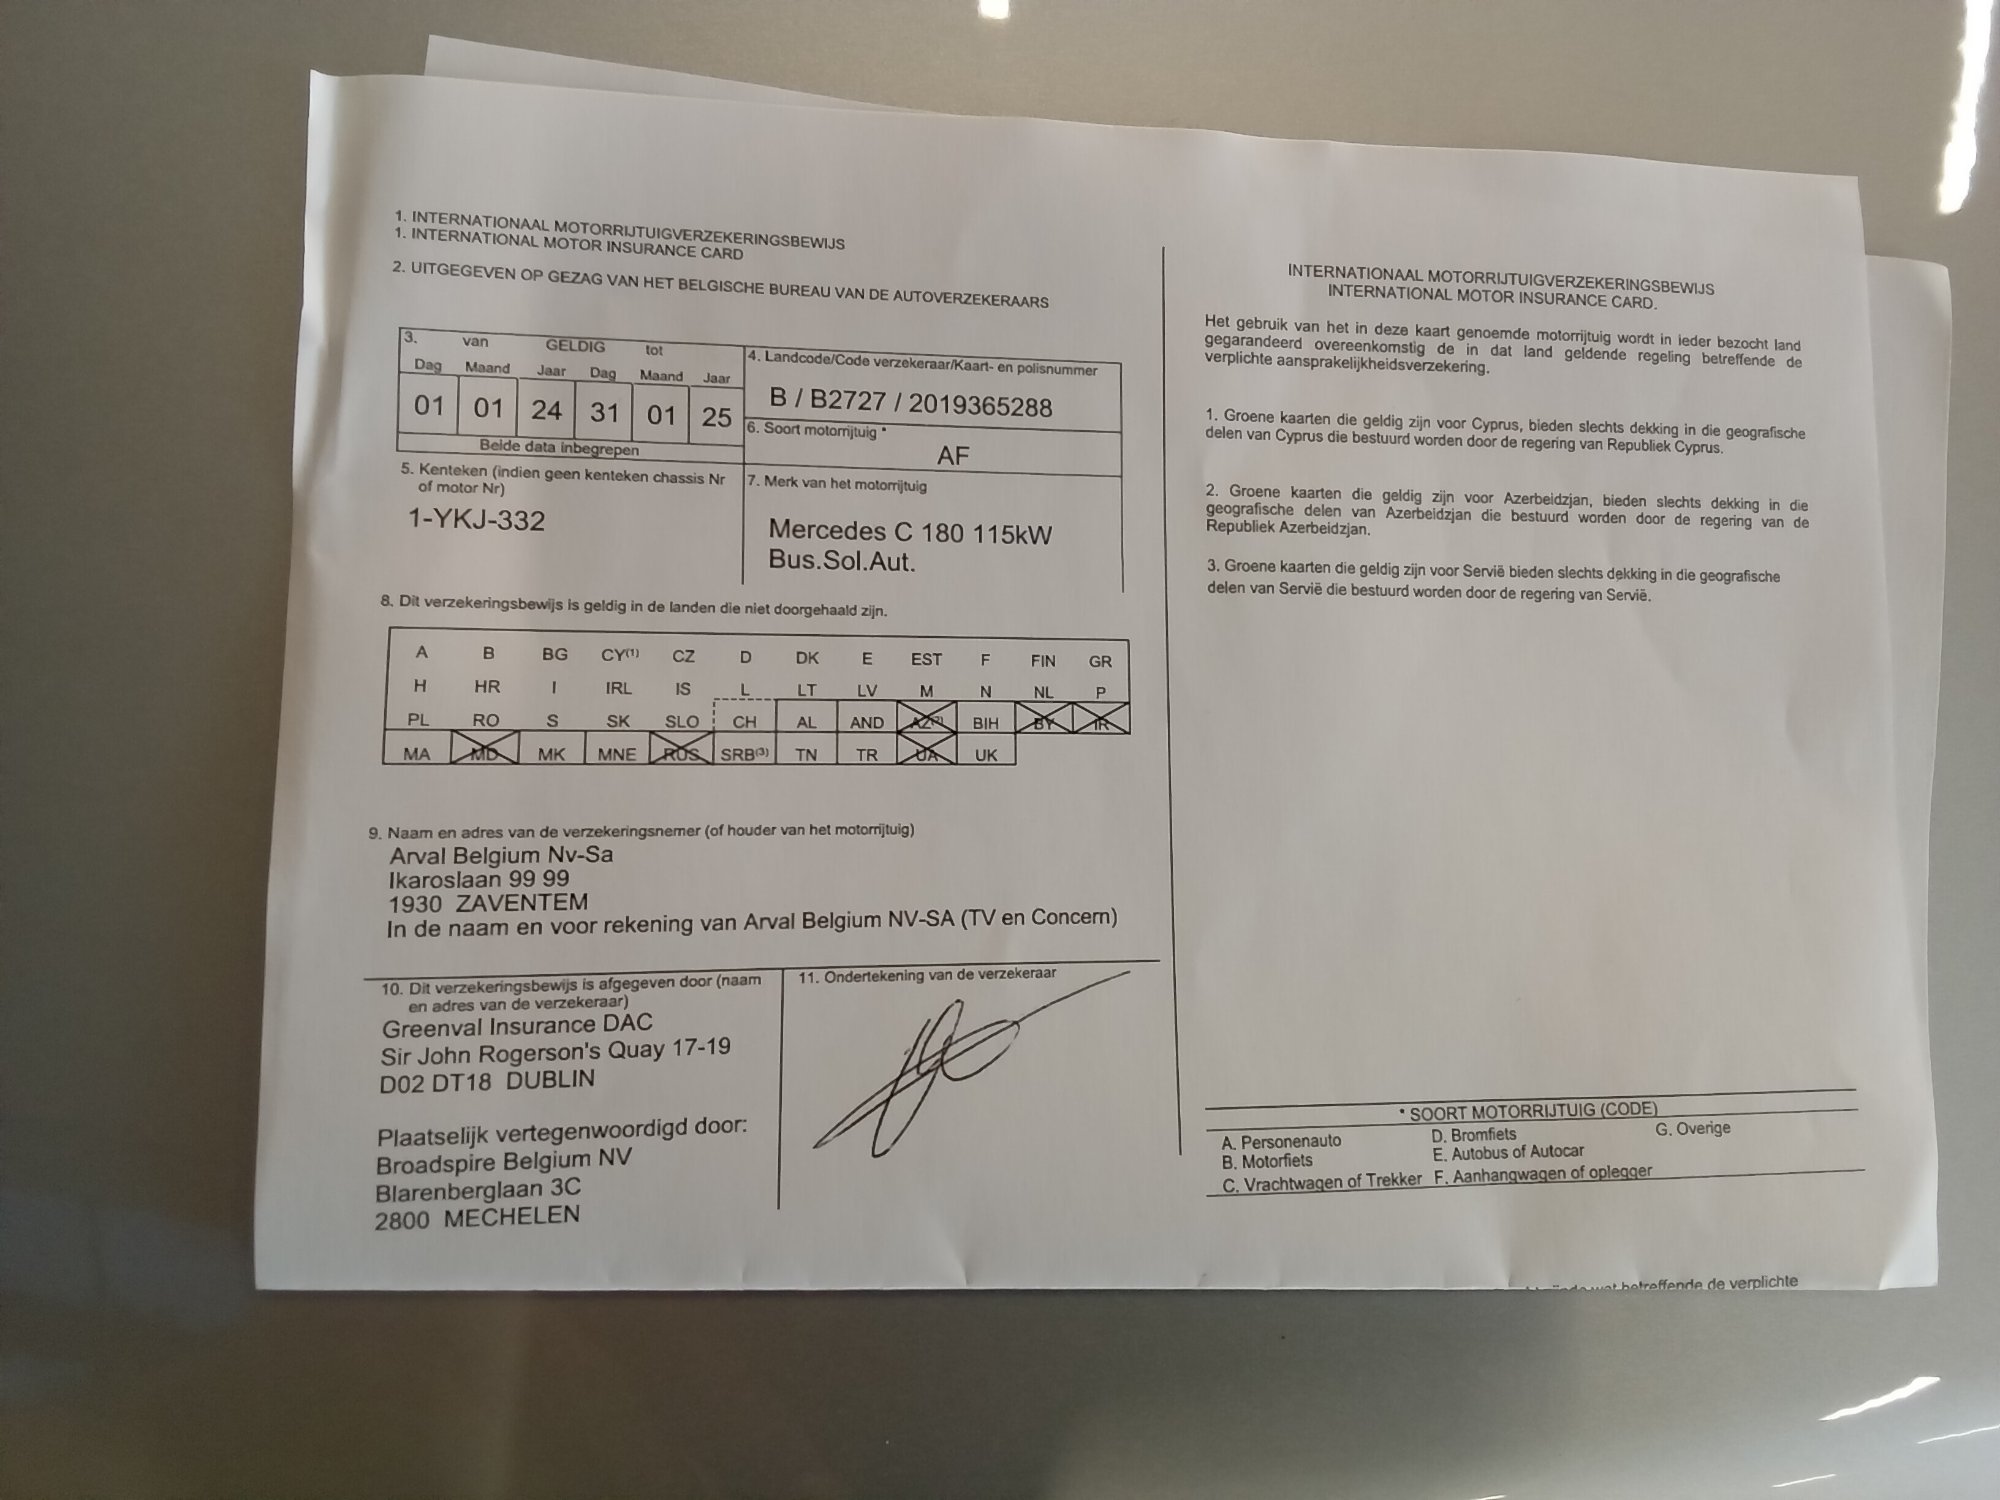 1. INTERNATIONAAL MOTORRIJTUIGVERZEKERINGSBEWIJS
1. INTERNATIONAL MOTOR INSURANCE CARD
2. UITGEGEVEN OP GEZAG VAN HET BELGISCHE BUREAU VAN DE AUTOVERZEKERAARS
3. van GELDIG tot
Dag Maand Jaar Dag Maand Jaar
01 01 24 31 01 25
Beide data inbegrepen
4. Landcode/Code verzekeraar/Kaart- en polisnummer
B / B2727 / 2019365288
6. Soort motorrijtuig *
AF
5. Kenteken (indien geen kenteken chassis Nr
of motor Nr)
1-YKJ-332
7. Merk van het motorrijtuig
Mercedes C 180 115kW
Bus.Sol.Aut.
8. Dit verzekeringsbewijs is geldig in de landen die niet doorgehaald zijn.
A B BG CY(1) CZ D DK E EST F FIN GR
H HR I IRL IS L LT LV M N NL P
PL RO S SK SLO CH AL AND AZ(2) BIH BY IR
MA MD MK MNE RUS SRB(3) TN TR UA UK
9. Naam en adres van de verzekeringsnemer (of houder van het motorrijtuig)
Arval Belgium Nv-Sa
Ikaroslaan 99 99
1930 ZAVENTEM
In de naam en voor rekening van Arval Belgium NV-SA (TV en Concern)
10. Dit verzekeringsbewijs is afgegeven door (naam
en adres van de verzekeraar)
Greenval Insurance DAC
Sir John Rogerson's Quay 17-19
D02 DT18 DUBLIN
Plaatselijk vertegenwoordigd door:
Broadspire Belgium NV
Blarenberglaan 3C
2800 MECHELEN
11. Ondertekening van de verzekeraar
INTERNATIONAAL MOTORRIJTUIGVERZEKERINGSBEWIJS
INTERNATIONAL MOTOR INSURANCE CARD.
Het gebruik van het in deze kaart genoemde motorrijtuig wordt in ieder bezocht land
gegarandeerd overeenkomstig de in dat land geldende regeling betreffende de
verplichte aansprakelijkheidsverzekering.
1. Groene kaarten die geldig zijn voor Cyprus, bieden slechts dekking in die geografische
delen van Cyprus die bestuurd worden door de regering van Republiek Cyprus.
2. Groene kaarten die geldig zijn voor Azerbeidzjan, bieden slechts dekking in die
geografische delen van Azerbeidzjan die bestuurd worden door de regering van de
Republiek Azerbeidzjan.
3. Groene kaarten die geldig zijn voor Servië bieden slechts dekking in die geografische
delen van Servië die bestuurd worden door de regering van Servië.
* SOORT MOTORRIJTUIG (CODE)
A. Personenauto D. Bromfiets G. Overige
B. Motorfiets E. Autobus of Autocar
C. Vrachtwagen of Trekker F. Aanhangwagen of oplegger
betreffende de verplichte